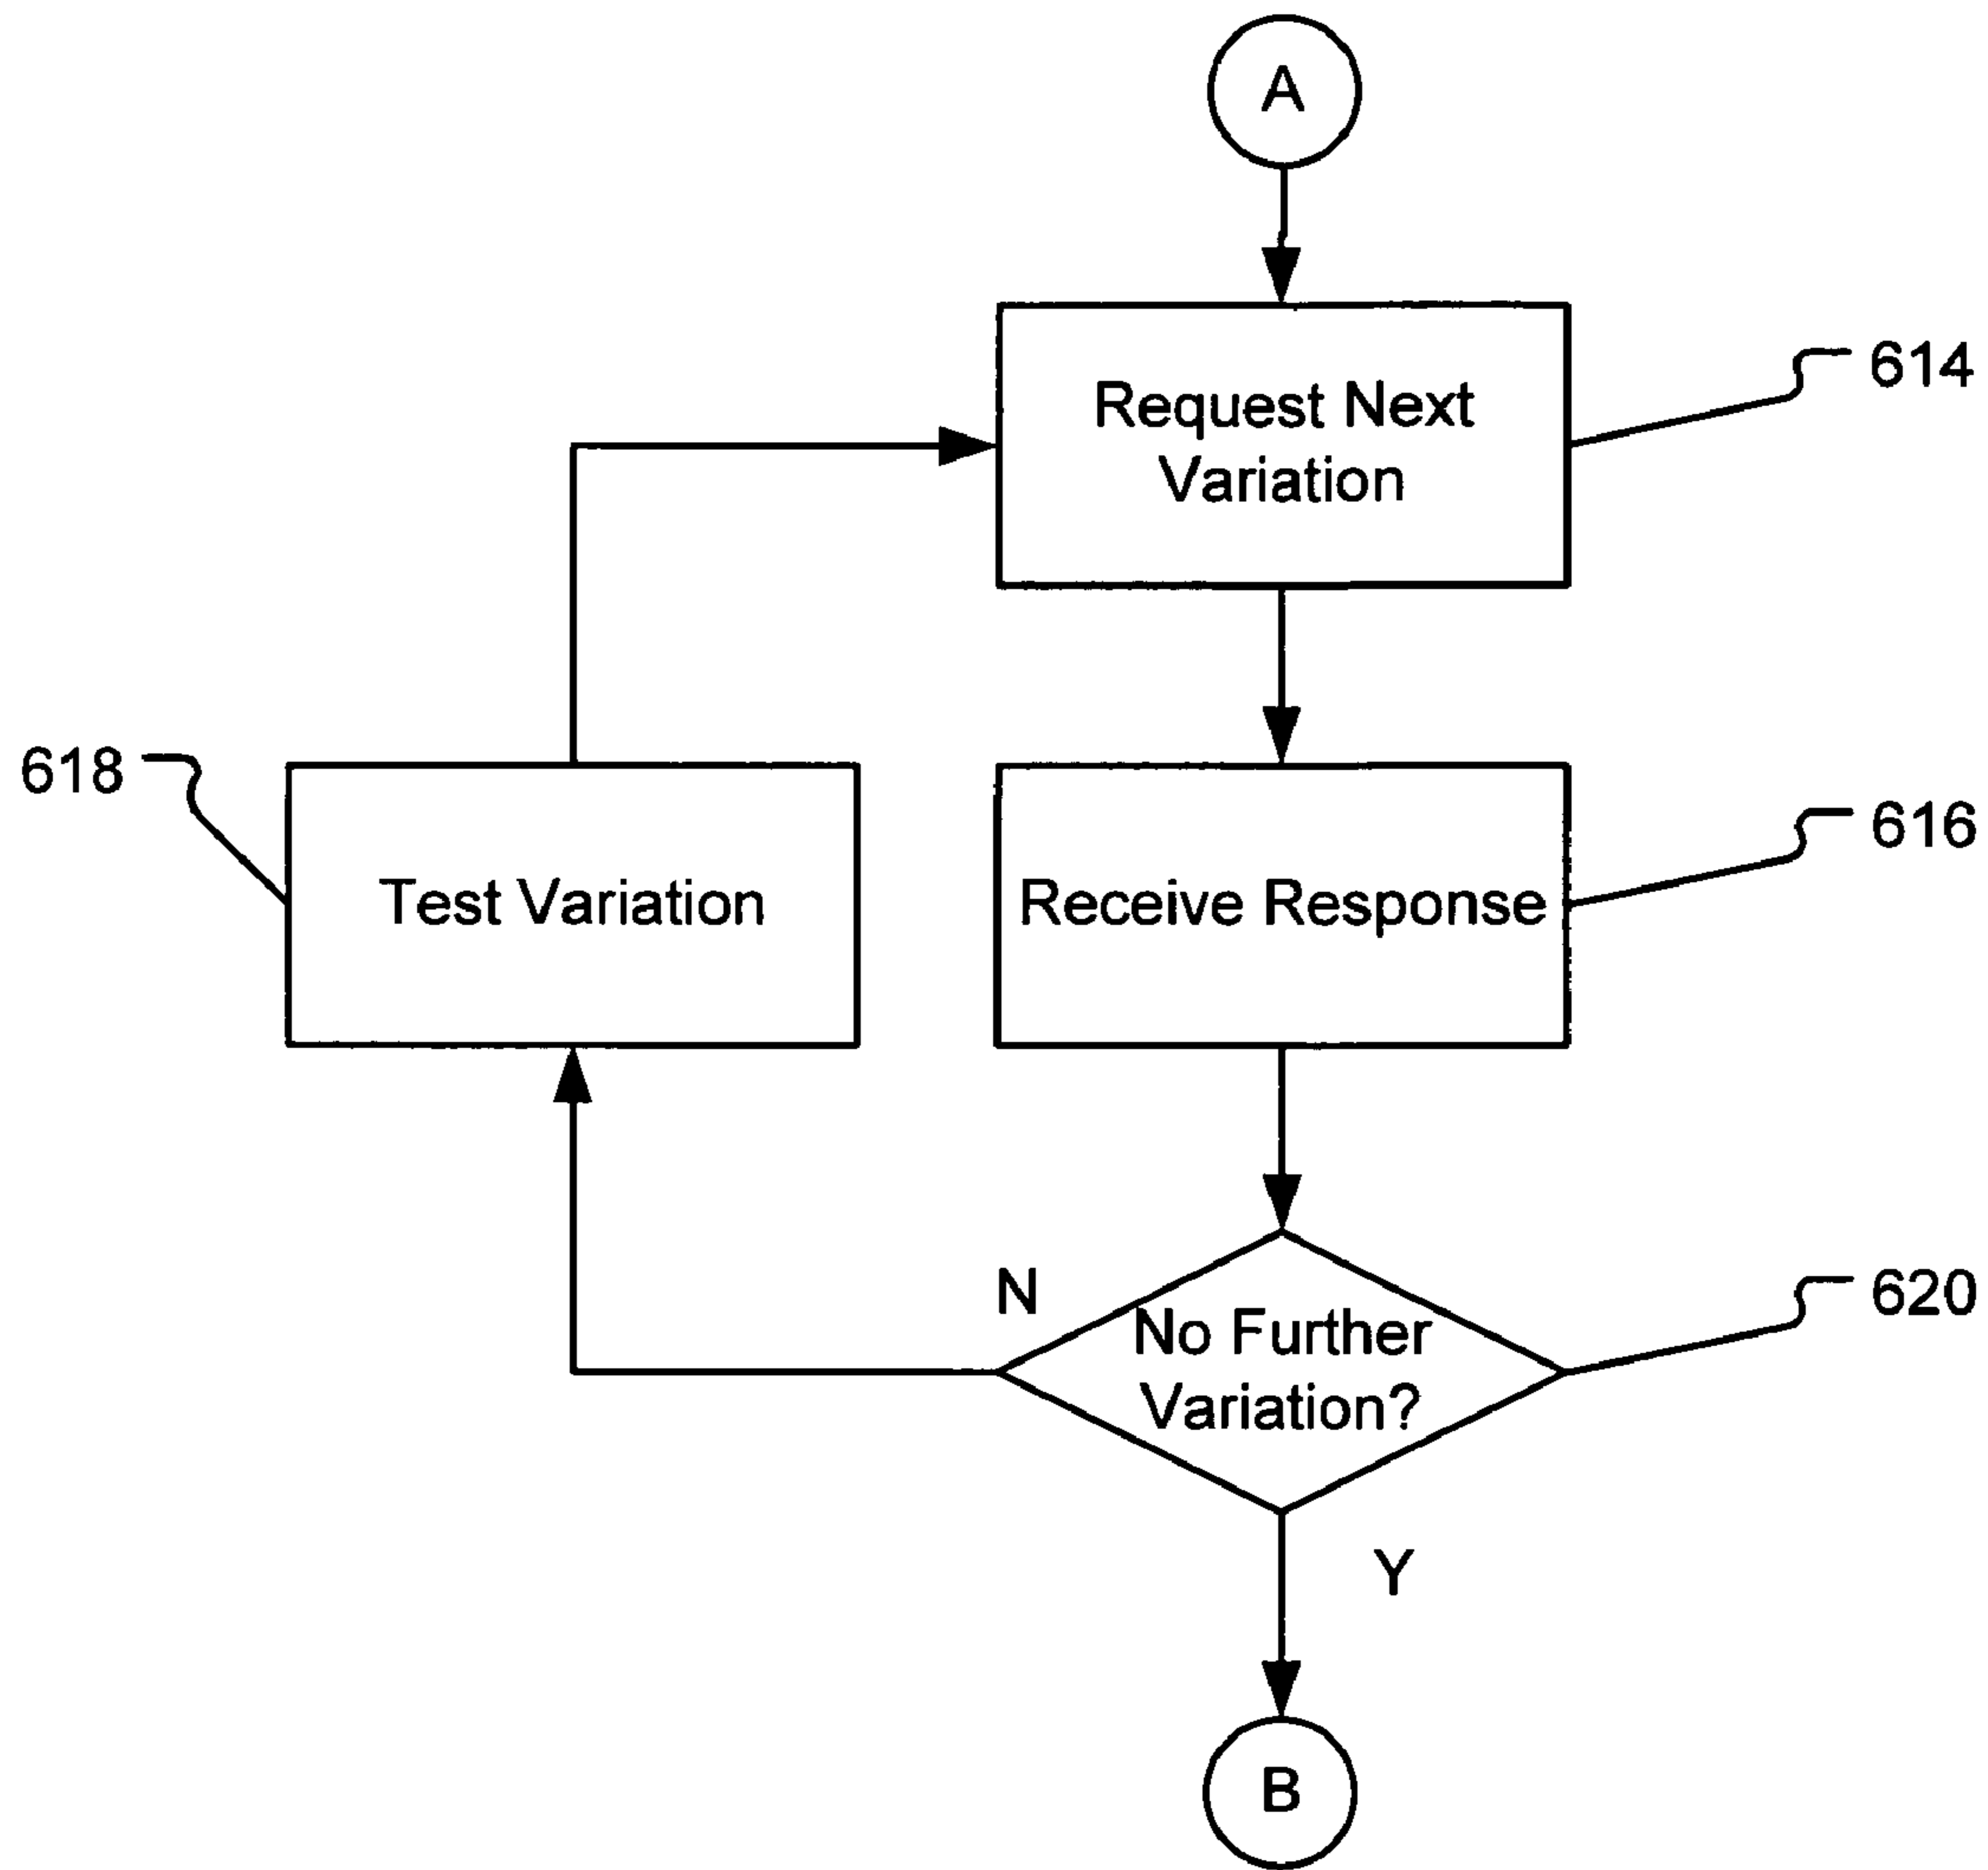 A
Request Next
Variation
614
618
Test Variation
Receive Response
616
N
No Further
Variation?
620
Y
B